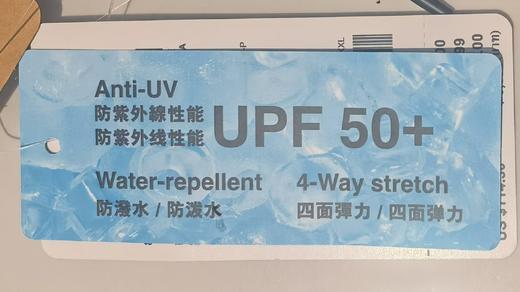 Anti-UV
防紫外線性能
防紫外线性能
UPF 50+
Water-repellent
防潑水 / 防泼水
4-Way stretch
四面彈力 / 四面弹力
XXL